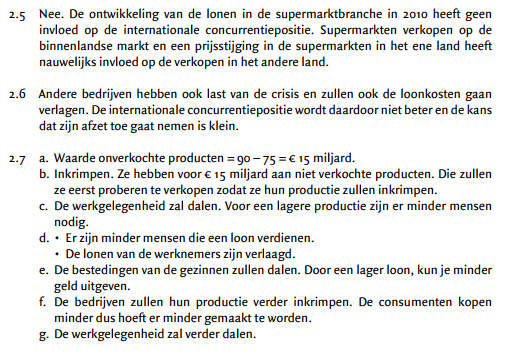 2.5 Nee. De ontwikkeling van de lonen in de supermarktbranche in 2010 heeft geen
invloed op de internationale concurrentiepositie. Supermarkten verkopen op de
binnenlandse markt en een prijsstijging in de supermarkten in het ene land heeft
nauwelijks invloed op de verkopen in het andere land.
2.6 Andere bedrijven hebben ook last van de crisis en zullen ook de loonkosten gaan
verlagen. De internationale concurrentiepositie wordt daardoor niet beter en de kans
dat zijn afzet toe gaat nemen is klein.
2.7 a. Waarde onverkochte producten = 90 – 75 = € 15 miljard.
b. Inkrimpen. Ze hebben voor € 15 miljard aan niet verkochte producten. Die zullen
ze eerst proberen te verkopen zodat ze hun productie zullen inkrimpen.
c. De werkgelegenheid zal dalen. Voor een lagere productie zijn er minder mensen
nodig.
d. • Er zijn minder mensen die een loon verdienen.
• De lonen van de werknemers zijn verlaagd.
e. De bestedingen van de gezinnen zullen dalen. Door een lager loon, kun je minder
geld uitgeven.
f. De bedrijven zullen hun productie verder inkrimpen. De consumenten kopen
minder dus hoeft er minder gemaakt te worden.
g. De werkgelegenheid zal verder dalen.